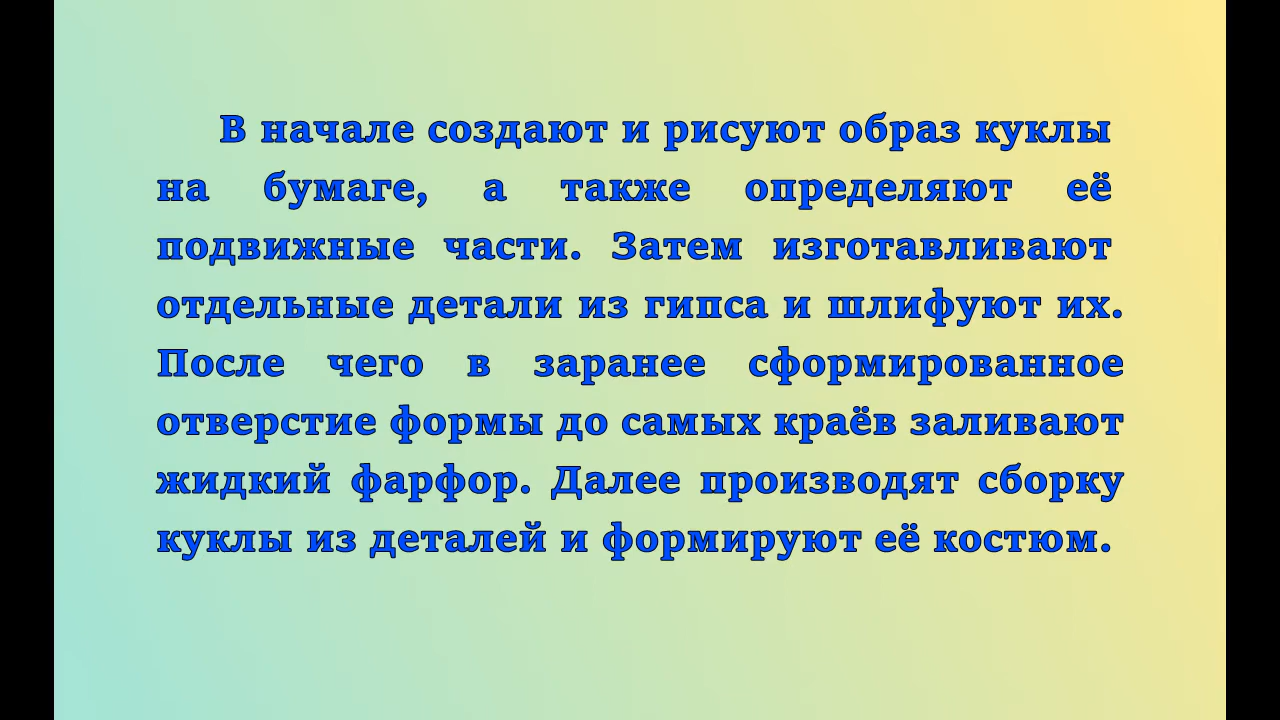 В начале создают и рисуют образ куклы
на бумаге, а также определяют её
подвижные части. Затем изготавливают
отдельные детали из гипса и шлифуют их.
После чего в заранее сформированное
отверстие формы до самых краёв заливают
жидкий фарфор. Далее производят сборку
куклы из деталей и формируют её костюм.